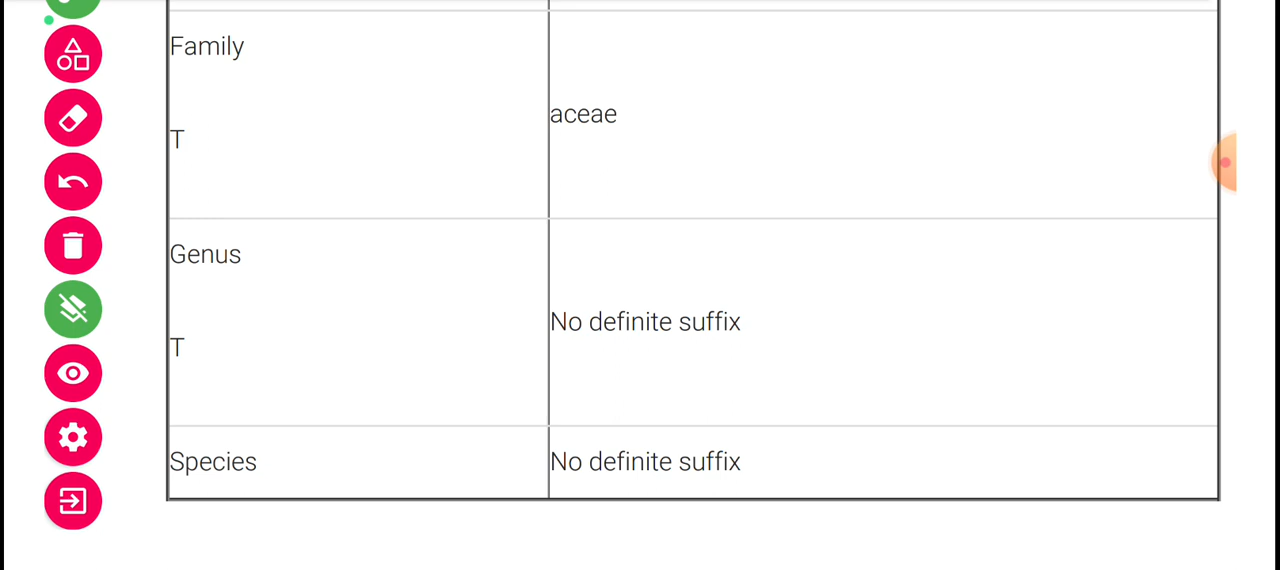 Family
T
aceae
Genus
T
No definite suffix
Species
No definite suffix